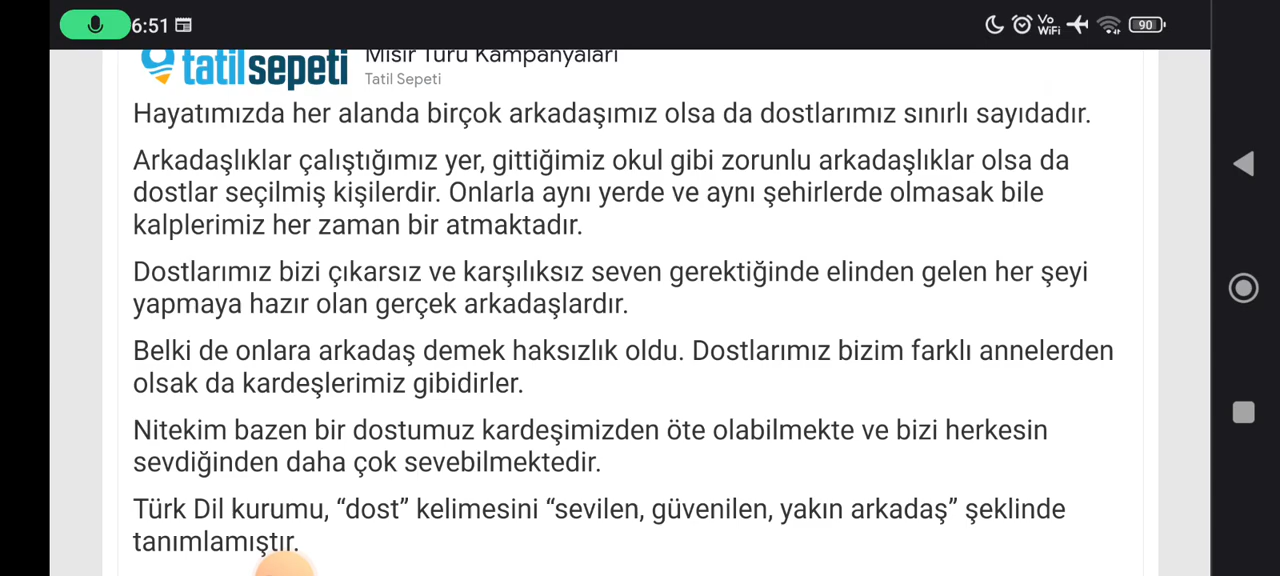 6:51
Vo
WiFi
90
tatilsepeti
Mısır Turu Kampanyaları
Tatil Sepeti
Hayatımızda her alanda birçok arkadaşımız olsa da dostlarımız sınırlı sayıdadır.
Arkadaşlıklar çalıştığımız yer, gittiğimiz okul gibi zorunlu arkadaşlıklar olsa da
dostlar seçilmiş kişilerdir. Onlarla aynı yerde ve aynı şehirlerde olmasak bile
kalplerimiz her zaman bir atmaktadır.
Dostlarımız bizi çıkarsız ve karşılıksız seven gerektiğinde elinden gelen her şeyi
yapmaya hazır olan gerçek arkadaşlardır.
Belki de onlara arkadaş demek haksızlık oldu. Dostlarımız bizim farklı annelerden
olsak da kardeşlerimiz gibidirler.
Nitekim bazen bir dostumuz kardeşimizden öte olabilmekte ve bizi herkesin
sevdiğinden daha çok sevebilmektedir.
Türk Dil kurumu, “dost” kelimesini “sevilen, güvenilen, yakın arkadaş” şeklinde
tanımlamıştır.